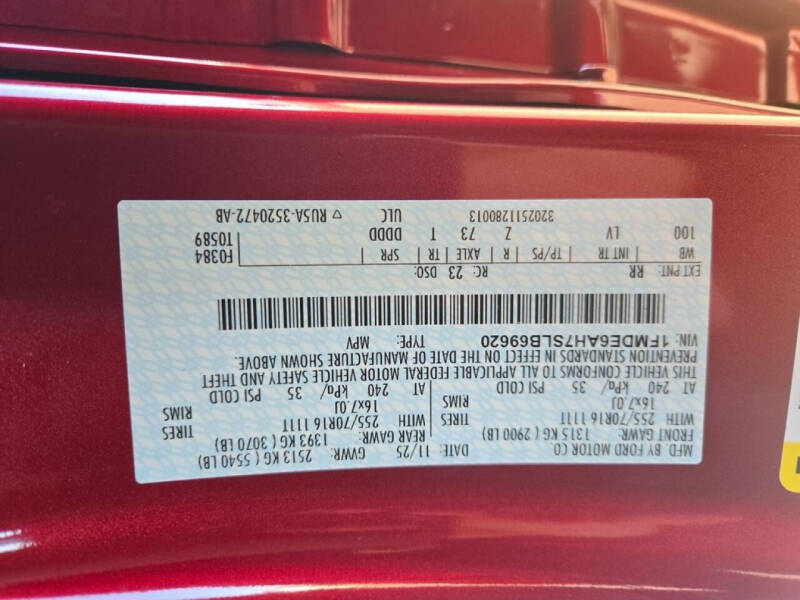 MFD. BY FORD MOTOR CO.
DATE: 11/25 GVWR: 2513 KG ( 5540 LB)
FRONT GAWR: 1315 KG ( 2900 LB) REAR GAWR: 1393 KG ( 3070 LB)
WITH 255/70R16 111T TIRES WITH 255/70R16 111T TIRES
16x7.0J RIMS 16x7.0J RIMS
AT 240 kPa/ 35 PSI COLD AT 240 kPa/ 35 PSI COLD
THIS VEHICLE CONFORMS TO ALL APPLICABLE FEDERAL MOTOR VEHICLE SAFETY AND THEFT
PREVENTION STANDARDS IN EFFECT ON THE DATE OF MANUFACTURE SHOWN ABOVE.
VIN: 1FMDE6AH7SLB69620 TYPE: MPV
EXT PNT: RR RC: 23 DSO: F0384
WB INT TR TP/PS R AXLE TR SPR T0589
100 LV Z 73 T DDDD
3202511280013 ULC ▽ RU5A-3520472-AB